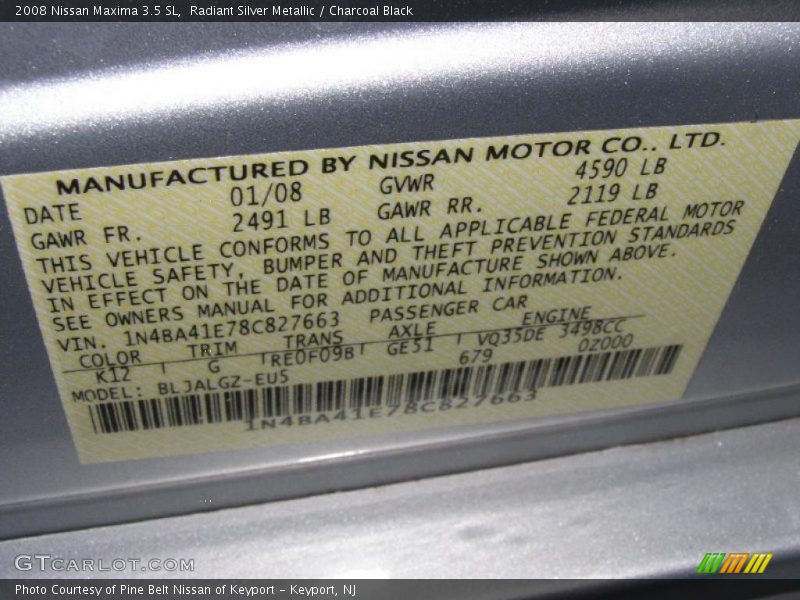 2008 Nissan Maxima 3.5 SL,  Radiant Silver Metallic / Charcoal Black
MANUFACTURED BY NISSAN MOTOR CO., LTD.
DATE 01/08 GVWR 4590 LB
GAWR FR. 2491 LB GAWR RR. 2119 LB
THIS VEHICLE CONFORMS TO ALL APPLICABLE FEDERAL MOTOR
VEHICLE SAFETY, BUMPER AND THEFT PREVENTION STANDARDS
IN EFFECT ON THE DATE OF MANUFACTURE SHOWN ABOVE.
SEE OWNERS MANUAL FOR ADDITIONAL INFORMATION.
VIN. 1N4BA41E78C827663 PASSENGER CAR
COLOR TRIM TRANS AXLE ENGINE
K12 G RE0F09B GE51 VQ35DE 3498CC
MODEL: BLJALGZ-EU5 679 0Z000
1N4BA41E78C827663
GTCARLOT.COM
Photo Courtesy of Pine Belt Nissan of Keyport – Keyport, NJ